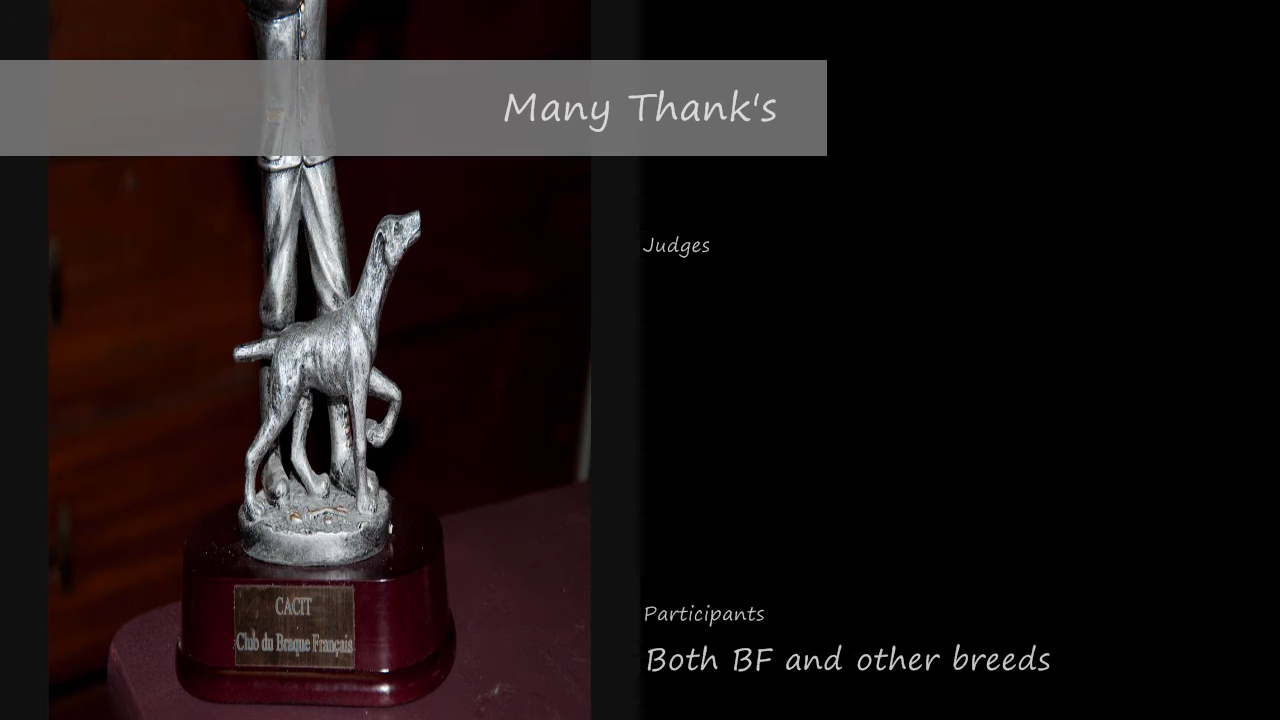 Many Thank's
Judges
CACIT
Club du Braque Français
Participants
Both BF and other breeds